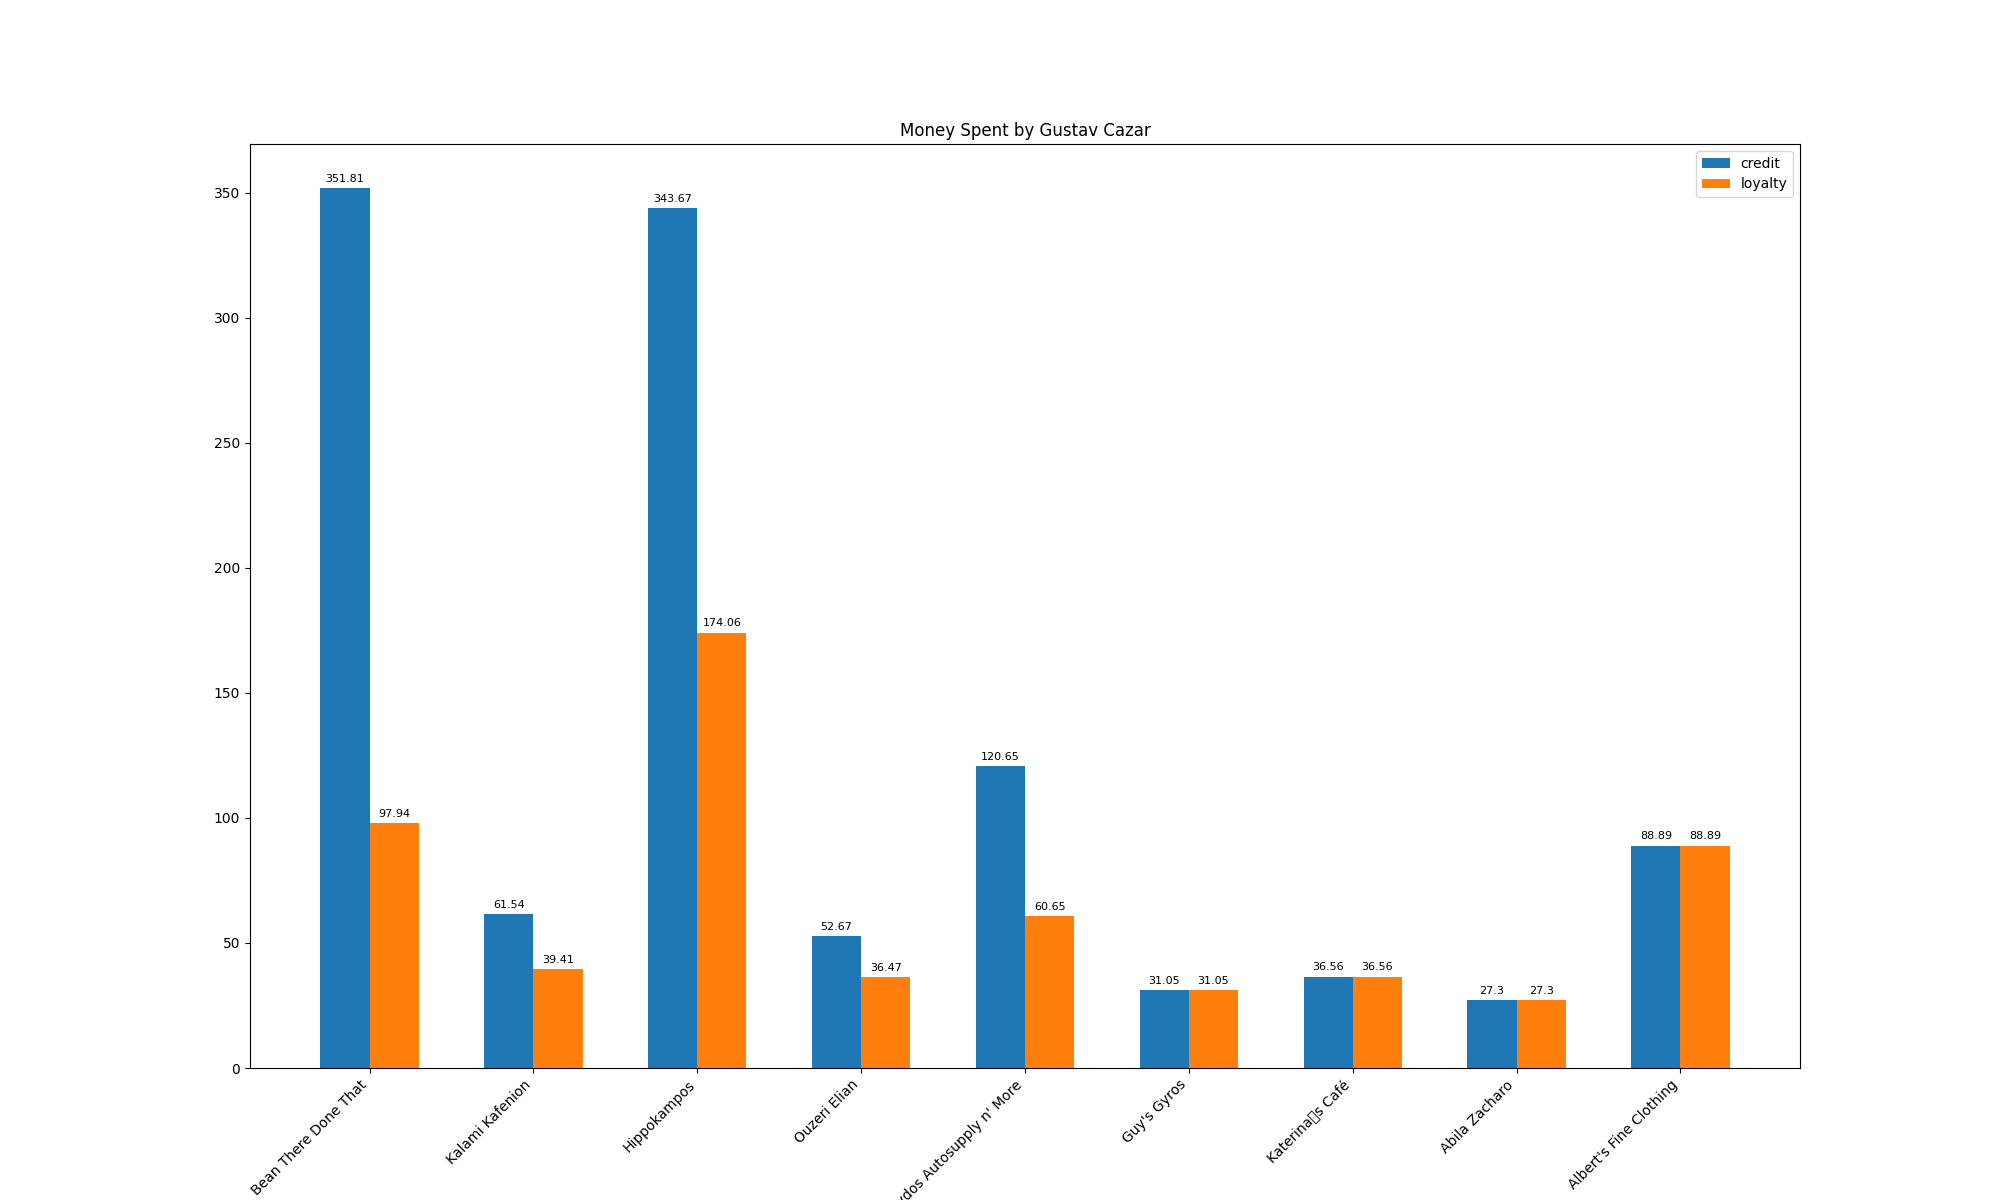 Money Spent by Gustav Cazar
credit
loyalty
350
300
250
200
150
100
50
0
351.81
97.94
61.54
39.41
343.67
174.06
52.67
36.47
120.65
60.65
31.05
31.05
36.56
36.56
27.3
27.3
88.89
88.89
Bean There Done That
Kalami Kafenion
Hippokampos
Ouzeri Elian
Autosupply n' More
Guy's Gyros
Katerina▯s Café
Abila Zacharo
Albert's Fine Clothing